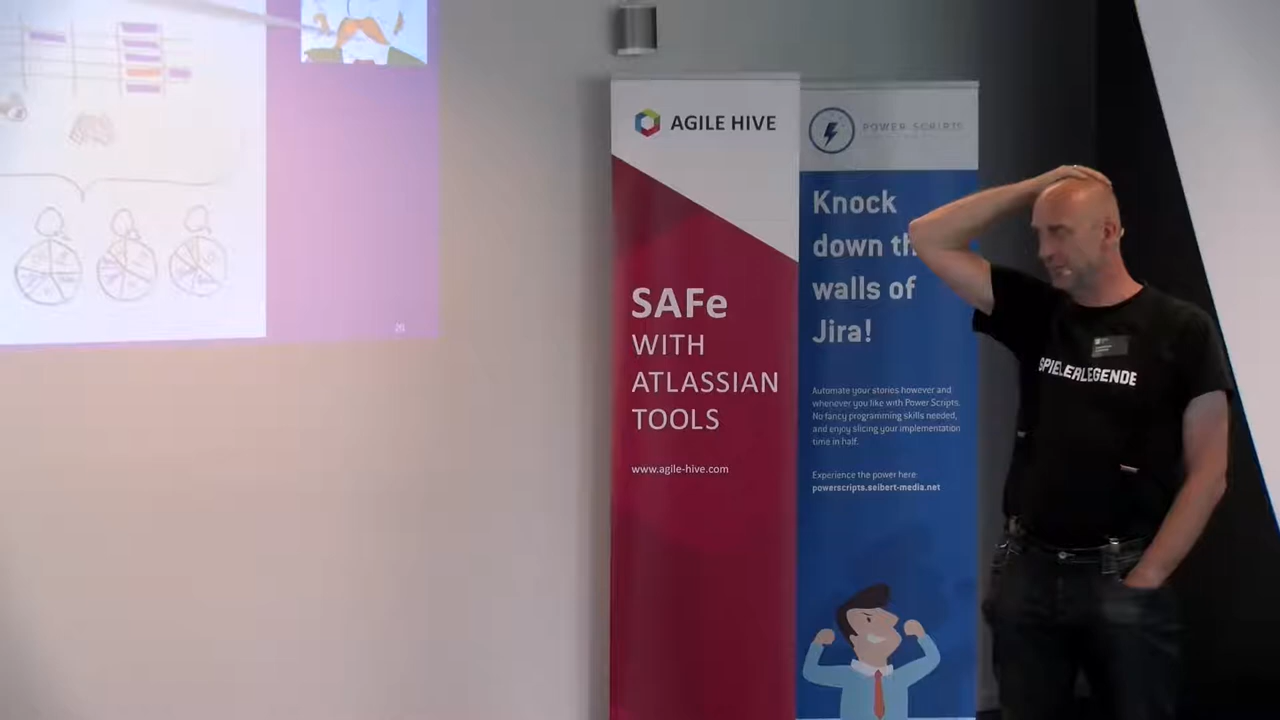 AGILE HIVE
SAFe
WITH
ATLASSIAN
TOOLS
www.agile-hive.com
POWER SCRIPTS
Knock
down th
walls of
Jira!
Automate your stories however and
whenever you like with Power Scripts.
No fancy programming skills needed,
and enjoy slicing your implementation
time in half.
Experience the power here:
powerscripts.seibert-media.net
SPIELERLEGENDE